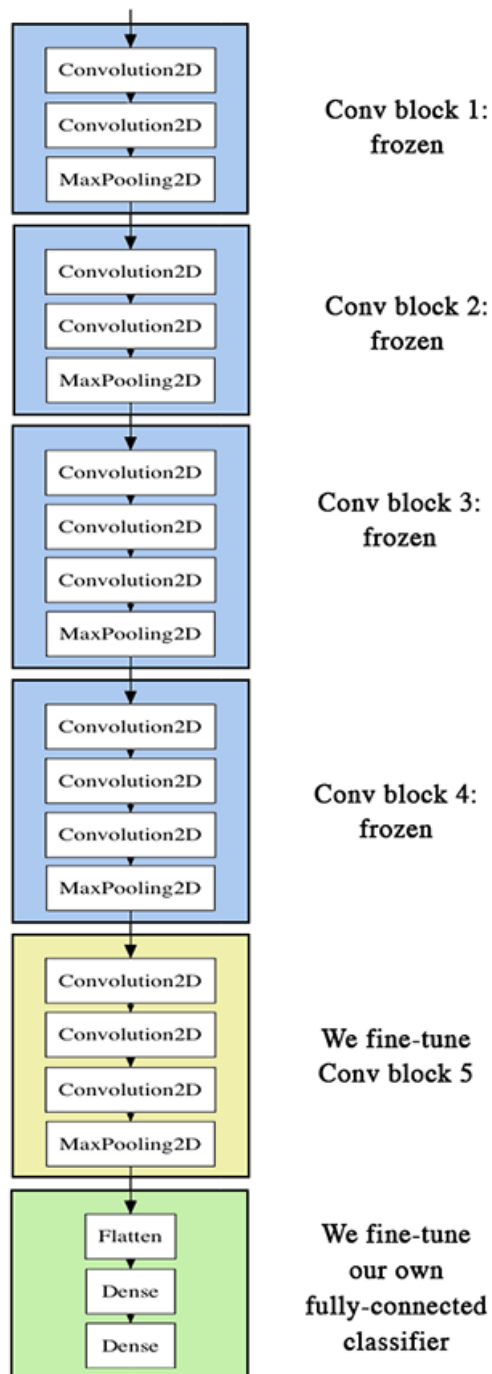 Convolution2D
Convolution2D
MaxPooling2D
Conv block 1:
frozen
Convolution2D
Convolution2D
MaxPooling2D
Conv block 2:
frozen
Convolution2D
Convolution2D
Convolution2D
MaxPooling2D
Conv block 3:
frozen
Convolution2D
Convolution2D
Convolution2D
MaxPooling2D
Conv block 4:
frozen
Convolution2D
Convolution2D
Convolution2D
MaxPooling2D
We fine-tune
Conv block 5
Flatten
Dense
Dense
We fine-tune
our own
fully-connected
classifier